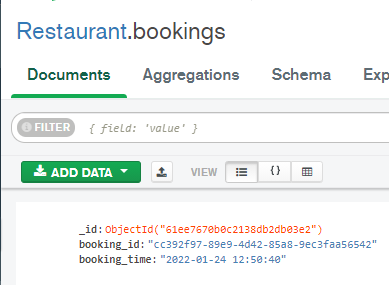 Restaurant.bookings
Documents Aggregations Schema Exp
FILTER { field: 'value' }
ADD DATA VIEW {}
_id: ObjectId("61ee7670b0c2138db2db03e2")
booking_id: "cc392f97-89e9-4d42-85a8-9ec3faa56542"
booking_time: "2022-01-24 12:50:40"